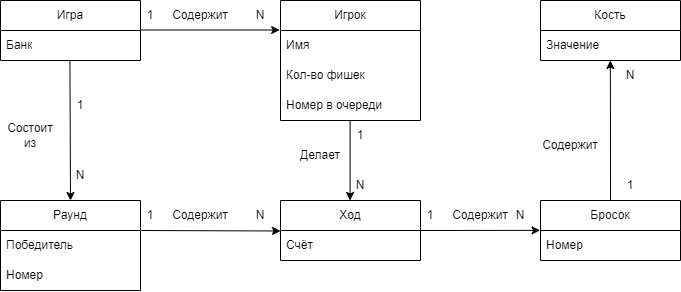 Игра
Банк
1 Содержит N
Игрок
Имя
Кол-во фишек
Номер в очереди
Кость
Значение
N
Содержит
1
1
Состоит
из
N
1
Делает
N
Раунд
Победитель
Номер
1 Содержит N
Ход
Счёт
1 Содержит N
Бросок
Номер